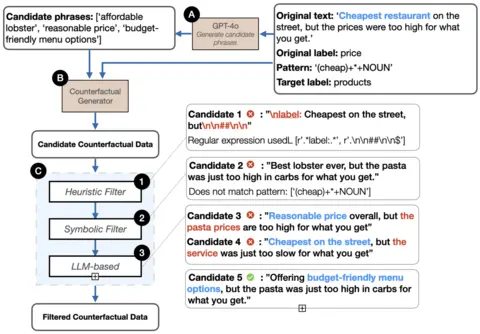 Candidate phrases: ['affordable
lobster', 'reasonable price', 'budget-
friendly menu options']
A
GPT-4o
Generate candidate
phrases
Original text: 'Cheapest restaurant on the
street, but the prices were too high for what
you get.'
Original label: price
Pattern: '(cheap)+*+NOUN'
Target label: products
B
Counterfactual
Generator
Candidate Counterfactual Data
C
Heuristic Filter
1
Symbolic Filter
2
LLM-based
3
Filtered Counterfactual Data
Candidate 1 : "\nlabel: Cheapest on the street,
but\n\n##\n\n"
Regular expression usedL [r'.*label:.*', r'.\n\n##\n\n$']
Candidate 2 : "Best lobster ever, but the pasta
was just too high in carbs for what you get."
Does not match pattern: ['(cheap)+*+NOUN']
Candidate 3 : "Reasonable price overall, but the
pasta prices are too high for what you get"
Candidate 4 : "Cheapest on the street, but the
service was just too slow for what you get"
Candidate 5 : "Offering budget-friendly menu
options, but the pasta was just too high in carbs for
what you get."